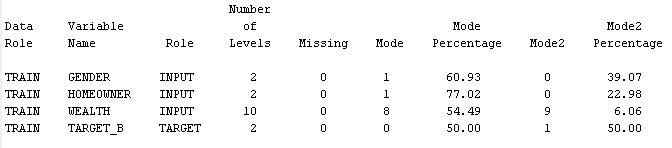 Number
Data Variable of Mode Mode2
Role Name Role Levels Missing Mode Percentage Mode2 Percentage
TRAIN GENDER INPUT 2 0 1 60.93 0 39.07
TRAIN HOMEOWNER INPUT 2 0 1 77.02 0 22.98
TRAIN WEALTH INPUT 10 0 8 54.49 9 6.06
TRAIN TARGET_B TARGET 2 0 0 50.00 1 50.00